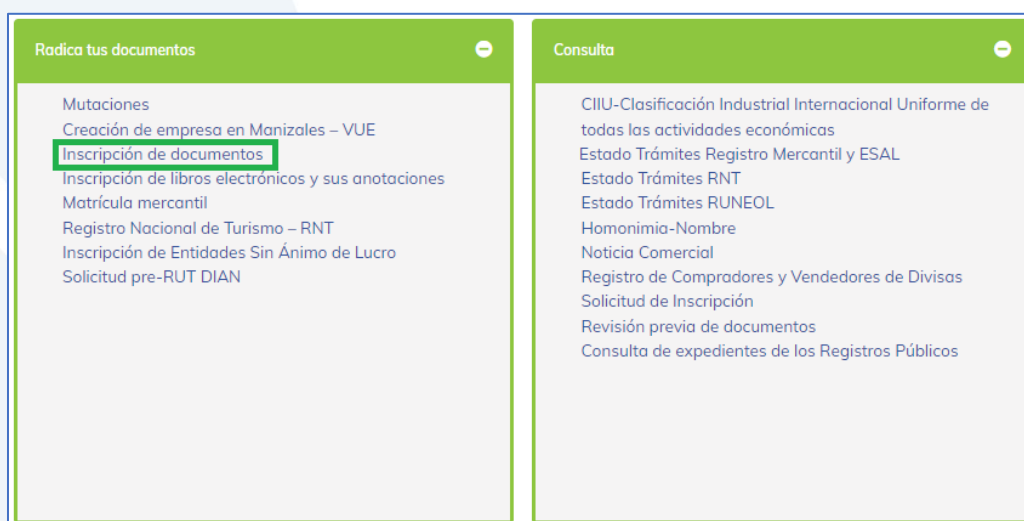 Radica tus documentos
Mutaciones
Creación de empresa en Manizales – VUE
Inscripción de documentos
Inscripción de libros electrónicos y sus anotaciones
Matrícula mercantil
Registro Nacional de Turismo – RNT
Inscripción de Entidades Sin Ánimo de Lucro
Solicitud pre-RUT DIAN
Consulta
CIIU-Clasificación Industrial Internacional Uniforme de
todas las actividades económicas
Estado Trámites Registro Mercantil y ESAL
Estado Trámites RNT
Estado Trámites RUNEOL
Homonimia-Nombre
Noticia Comercial
Registro de Compradores y Vendedores de Divisas
Solicitud de Inscripción
Revisión previa de documentos
Consulta de expedientes de los Registros Públicos